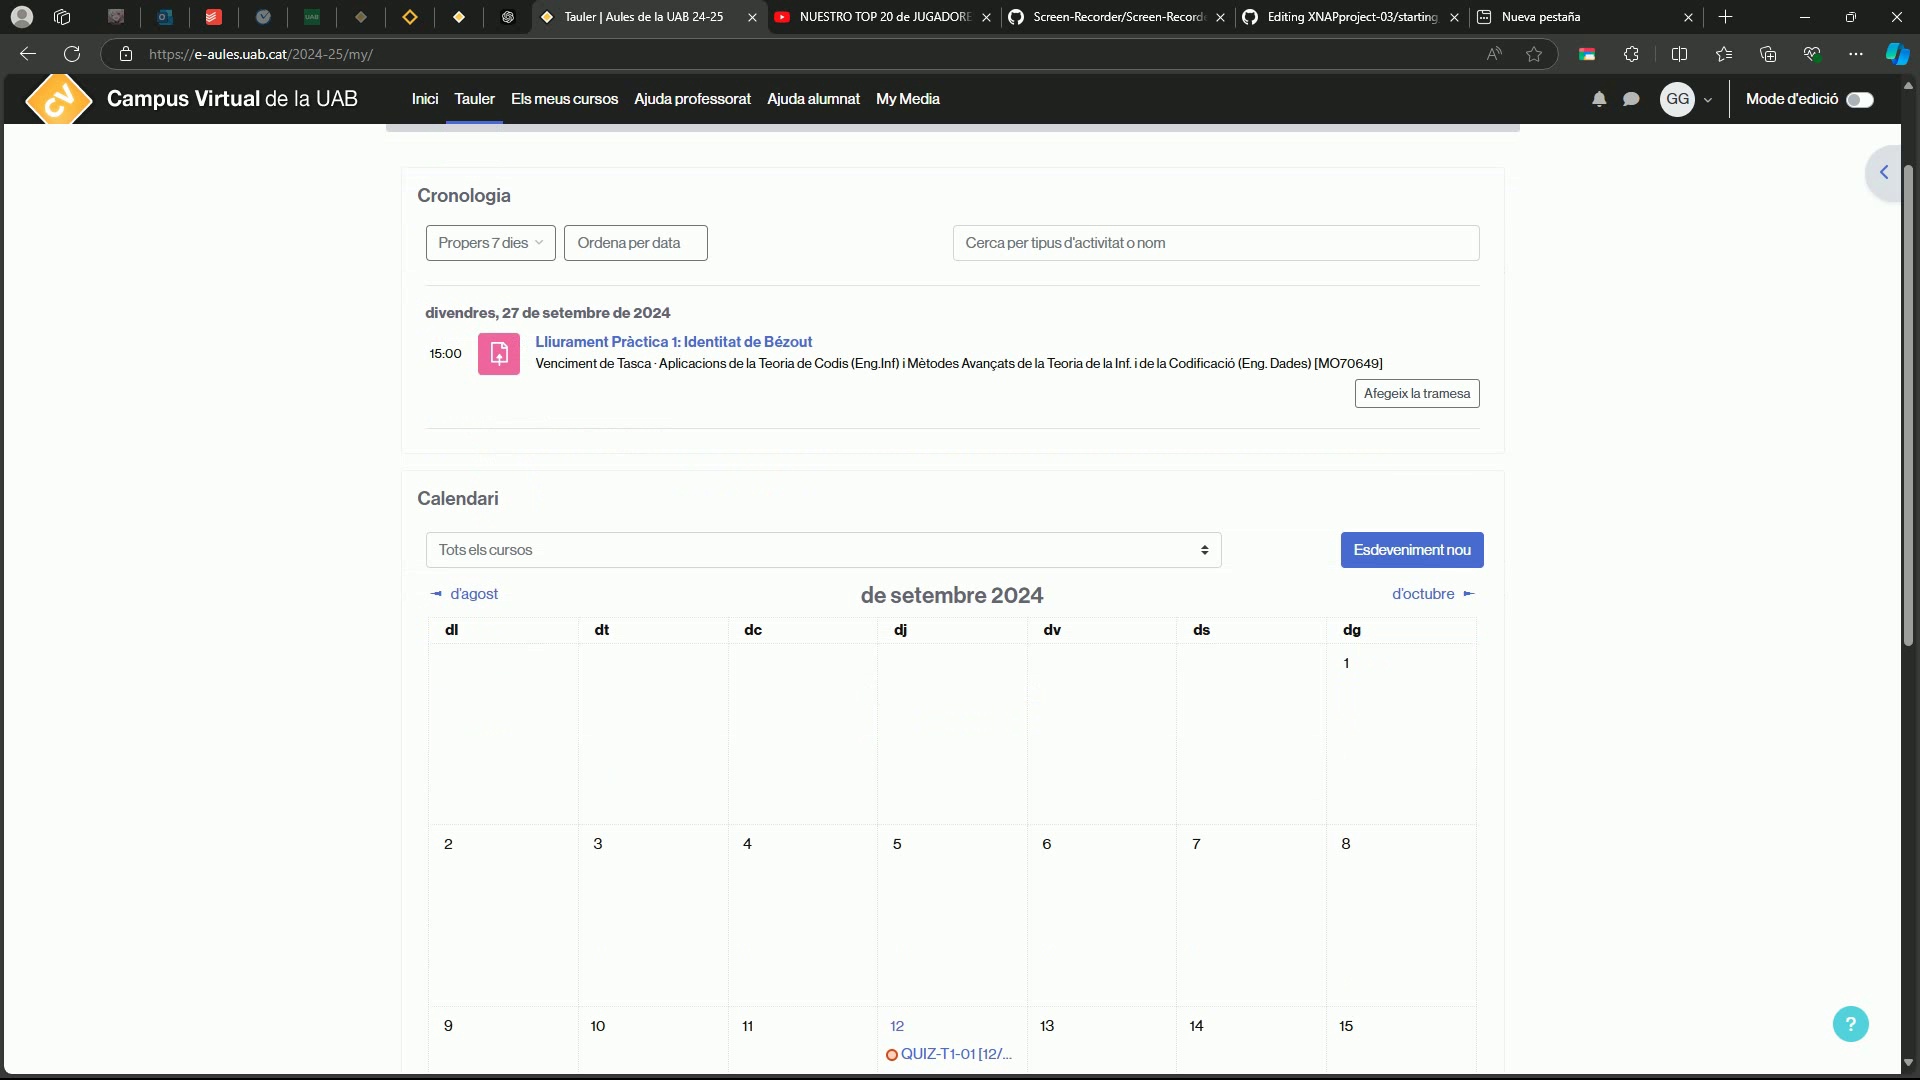 Tauler | Aules de la UAB 24-25
NUESTRO TOP 20 de JUGADORE
Screen-Recorder/Screen-Record
Editing XNAPproject-03/starting
Nueva pestaña
https://e-aules.uab.cat/2024-25/my/
CV
Campus Virtual de la UAB
Inici
Tauler
Els meus cursos
Ajuda professorat
Ajuda alumnat
My Media
GG
Mode d'edició
Cronologia
Propers 7 dies
Ordena per data
Cerca per tipus d'activitat o nom
divendres, 27 de setembre de 2024
15:00
Lliurament Pràctica 1: Identitat de Bézout
Venciment de Tasca · Aplicacions de la Teoria de Codis (Eng.Inf) i Mètodes Avançats de la Teoria de la Inf. i de la Codificació (Eng. Dades) [MO70649]
Afegeix la tramesa
Calendari
Tots els cursos
Esdeveniment nou
d'agost
de setembre 2024
d'octubre
dl dt dc dj dv ds dg
1
2 3 4 5 6 7 8
9 10 11 12 13 14 15
QUIZ-T1-01 [12/...
?